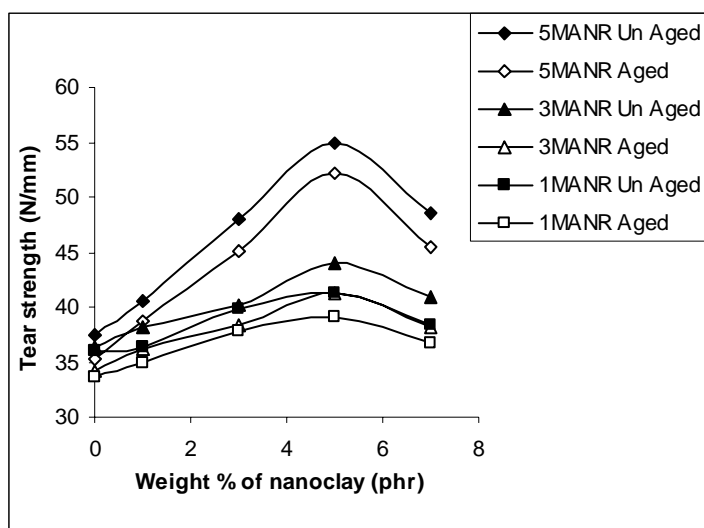 5MANR Un Aged
5MANR Aged
3MANR Un Aged
3MANR Aged
1MANR Un Aged
1MANR Aged
60
55
50
45
40
35
30
Tear strength (N/mm)
0 2 4 6 8
Weight % of nanoclay (phr)